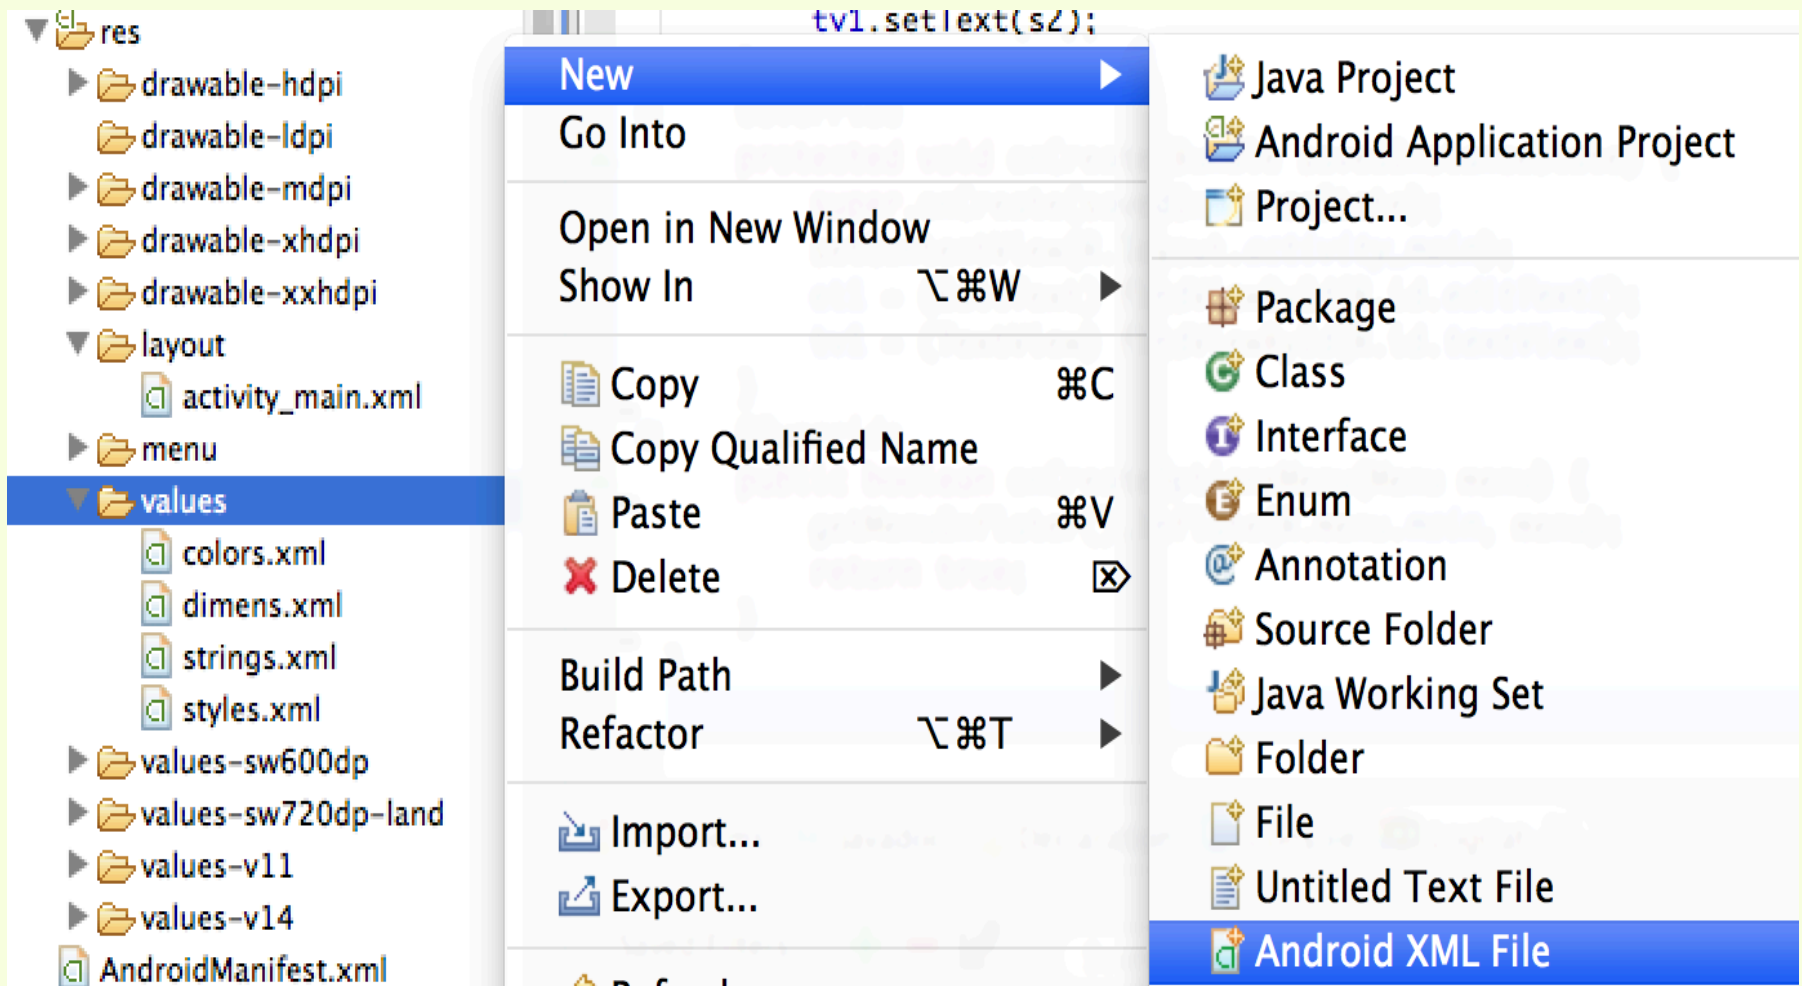 res
drawable-hdpi
drawable-ldpi
drawable-mdpi
drawable-xhdpi
drawable-xxhdpi
layout
activity_main.xml
menu
values
colors.xml
dimens.xml
strings.xml
styles.xml
values-sw600dp
values-sw720dp-land
values-v11
values-v14
AndroidManifest.xml
tv1.setText(s2);
New
Go Into
Open in New Window
Show In ⌥⌘W
Copy ⌘C
Copy Qualified Name
Paste ⌘V
Delete ⌦
Build Path
Refactor ⌥⌘T
Import...
Export...
Java Project
Android Application Project
Project...
Package
Class
Interface
Enum
Annotation
Source Folder
Java Working Set
Folder
File
Untitled Text File
Android XML File